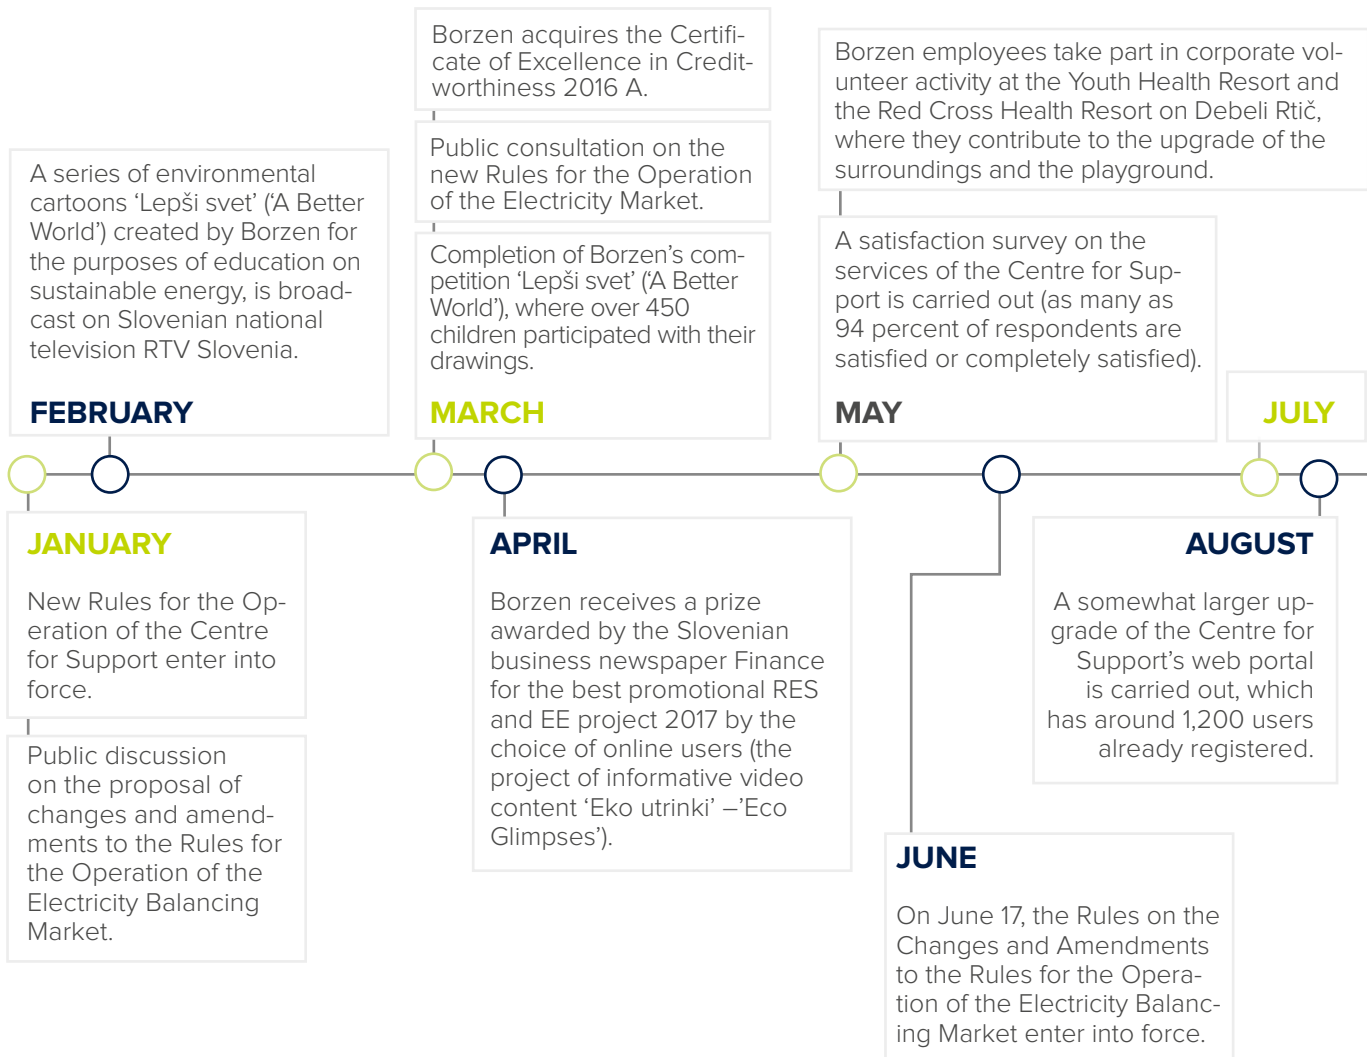 Borzen acquires the Certifi-
cate of Excellence in Credit-
worthiness 2016 A.
Public consultation on the
new Rules for the Operation
of the Electricity Market.
Completion of Borzen’s com-
petition ‘Lepši svet’ (‘A Better
World’), where over 450
children participated with their
drawings.
MARCH
Borzen employees take part in corporate vol-
unteer activity at the Youth Health Resort and
the Red Cross Health Resort on Debeli Rtič,
where they contribute to the upgrade of the
surroundings and the playground.
A satisfaction survey on the
services of the Centre for Sup-
port is carried out (as many as
94 percent of respondents are
satisfied or completely satisfied).
MAY
JULY
A series of environmental
cartoons ‘Lepši svet’ (‘A Better
World’) created by Borzen for
the purposes of education on
sustainable energy, is broad-
cast on Slovenian national
television RTV Slovenia.
FEBRUARY
JANUARY
New Rules for the Op-
eration of the Centre
for Support enter into
force.
Public discussion
on the proposal of
changes and amend-
ments to the Rules for
the Operation of the
Electricity Balancing
Market.
APRIL
Borzen receives a prize
awarded by the Slovenian
business newspaper Finance
for the best promotional RES
and EE project 2017 by the
choice of online users (the
project of informative video
content ‘Eko utrinki’ –’Eco
Glimpses’).
JUNE
On June 17, the Rules on the
Changes and Amendments
to the Rules for the Opera-
tion of the Electricity Balanc-
ing Market enter into force.
AUGUST
A somewhat larger up-
grade of the Centre for
Support’s web portal
is carried out, which
has around 1,200 users
already registered.